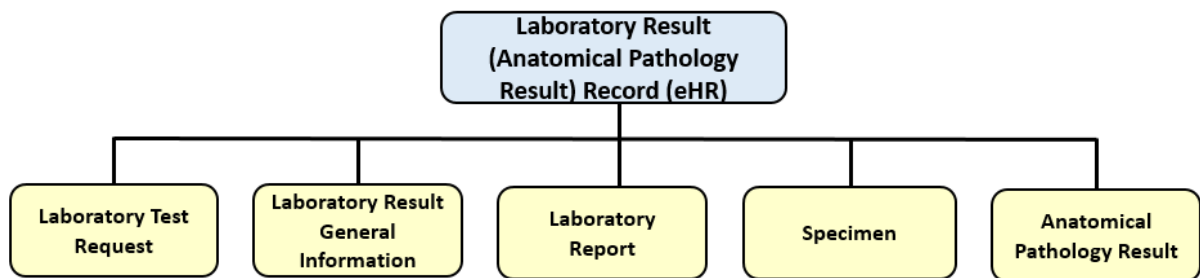 Laboratory Result
(Anatomical Pathology
Result) Record (eHR)
Laboratory Test
Request
Laboratory Result
General
Information
Laboratory
Report
Specimen
Anatomical
Pathology Result